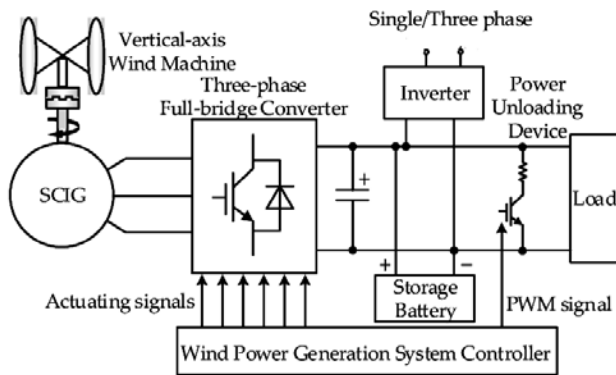 Single/Three phase
Vertical-axis
Wind Machine
Three-phase
Full-bridge Converter
Inverter
Power
Unloading
Device
SCIG
+
Load
+
−
Storage
Battery
Actuating signals
PWM signal
Wind Power Generation System Controller